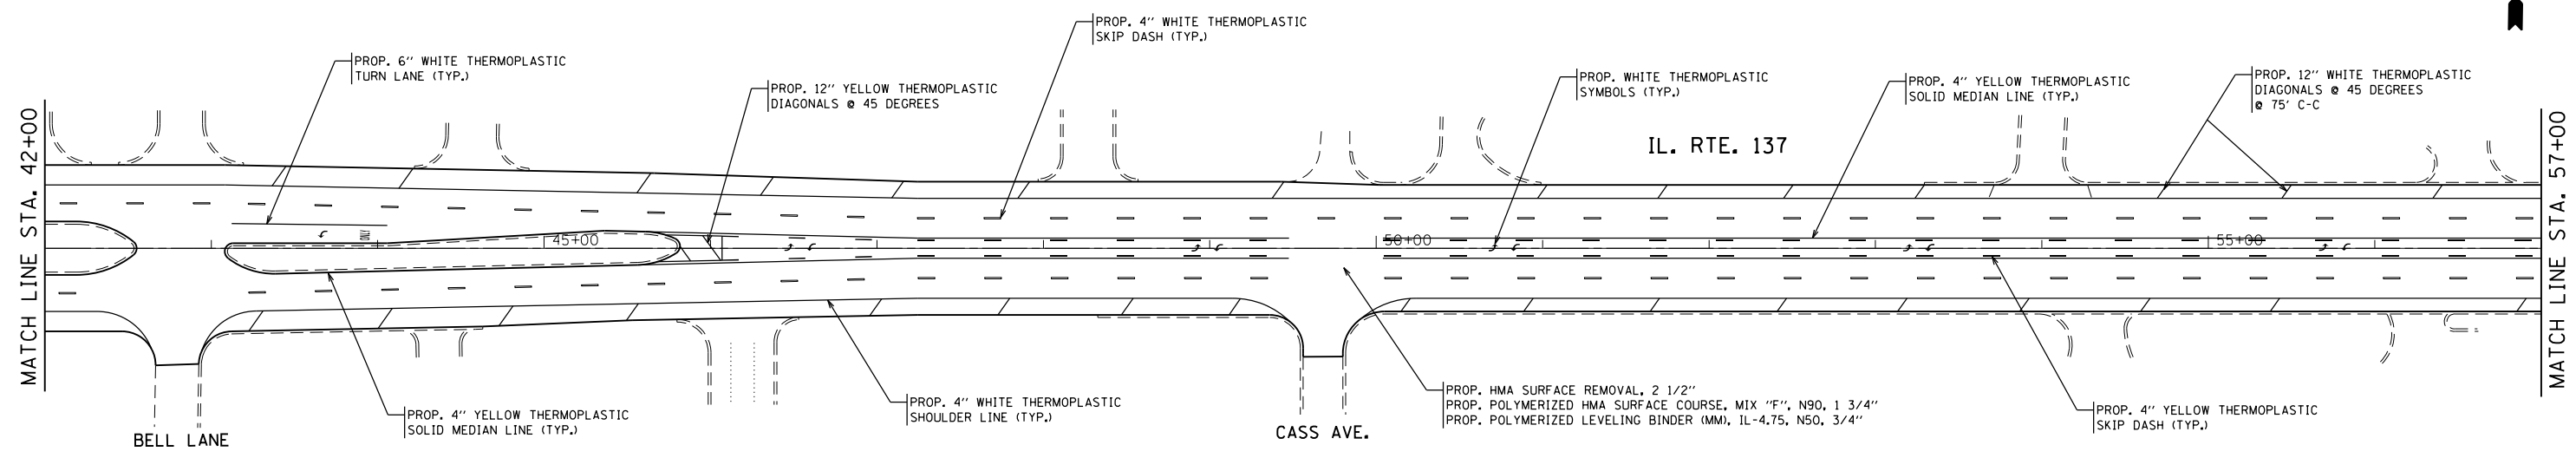 PROP. 4" WHITE THERMOPLASTIC
SKIP DASH (TYP.)
PROP. 6" WHITE THERMOPLASTIC
TURN LANE (TYP.)
PROP. 12" YELLOW THERMOPLASTIC
DIAGONALS @ 45 DEGREES
PROP. WHITE THERMOPLASTIC
SYMBOLS (TYP.)
PROP. 4" YELLOW THERMOPLASTIC
SOLID MEDIAN LINE (TYP.)
PROP. 12" WHITE THERMOPLASTIC
DIAGONALS @ 45 DEGREES
@ 75' C-C
IL. RTE. 137
MATCH LINE STA. 42+00
45+00
50+00
55+00
MATCH LINE STA. 57+00
PROP. 4" YELLOW THERMOPLASTIC
SOLID MEDIAN LINE (TYP.)
PROP. 4" WHITE THERMOPLASTIC
SHOULDER LINE (TYP.)
PROP. HMA SURFACE REMOVAL, 2 1/2"
PROP. POLYMERIZED HMA SURFACE COURSE, MIX "F", N90, 1 3/4"
PROP. POLYMERIZED LEVELING BINDER (MM), IL-4.75, N50, 3/4"
PROP. 4" YELLOW THERMOPLASTIC
SKIP DASH (TYP.)
BELL LANE
CASS AVE.